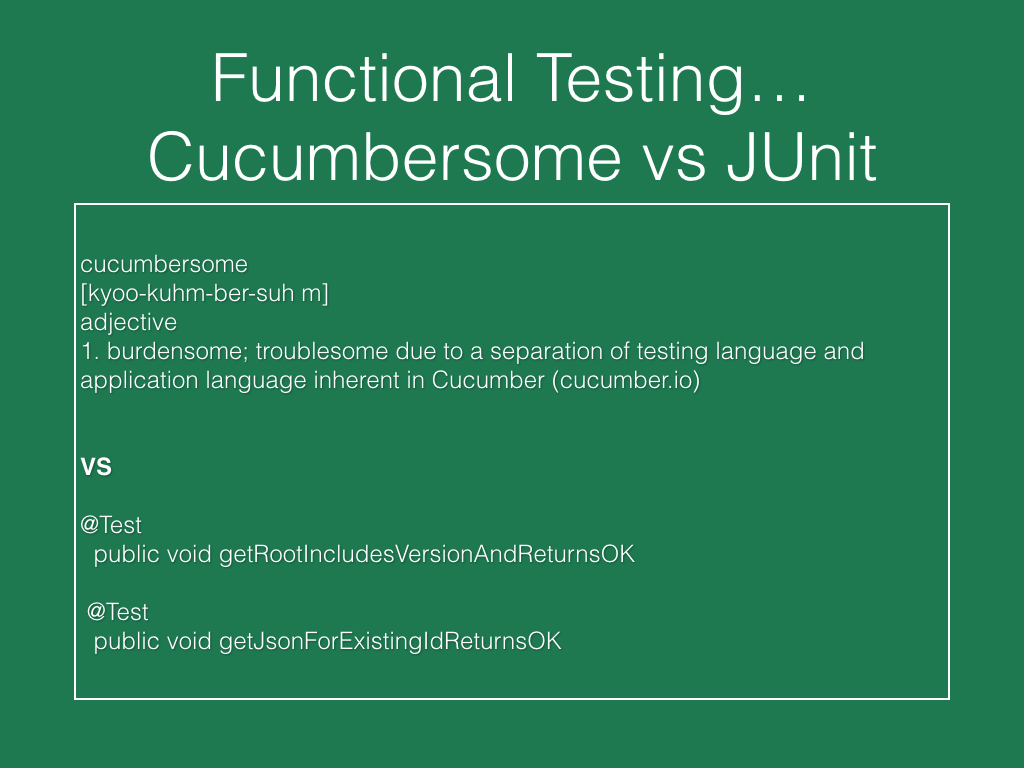 Functional Testing…
Cucumbersome vs JUnit
cucumbersome
[kyoo-kuhm-ber-suh m]
adjective
1. burdensome; troublesome due to a separation of testing language and
application language inherent in Cucumber (cucumber.io)
vs
@Test
public void getRootIncludesVersionAndReturnsOK
@Test
public void getJsonForExistingIdReturnsOK